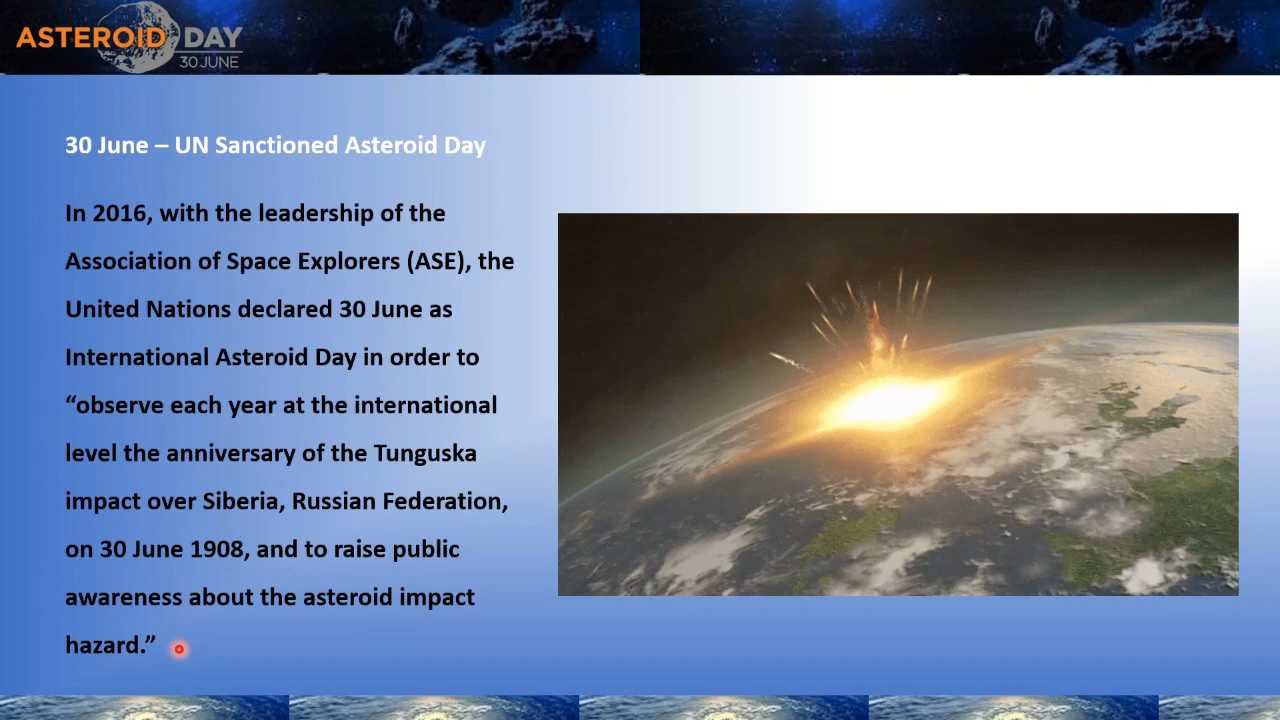 ASTEROID DAY
30 JUNE
30 June – UN Sanctioned Asteroid Day
In 2016, with the leadership of the
Association of Space Explorers (ASE), the
United Nations declared 30 June as
International Asteroid Day in order to
“observe each year at the international
level the anniversary of the Tunguska
impact over Siberia, Russian Federation,
on 30 June 1908, and to raise public
awareness about the asteroid impact
hazard.”